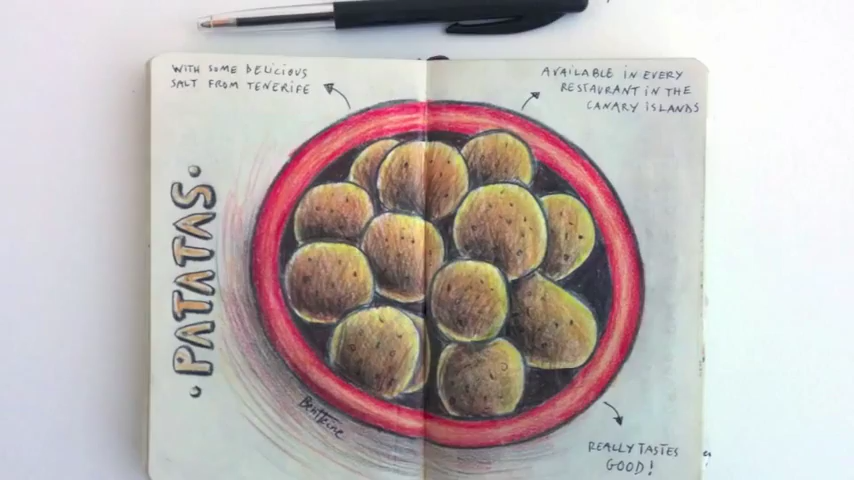 WITH SOME DELICIOUS
SALT FROM TENERIFE
AVAILABLE IN EVERY
RESTAURANT IN THE
CANARY ISLANDS
PATATAS
REALLY TASTES
GOOD!